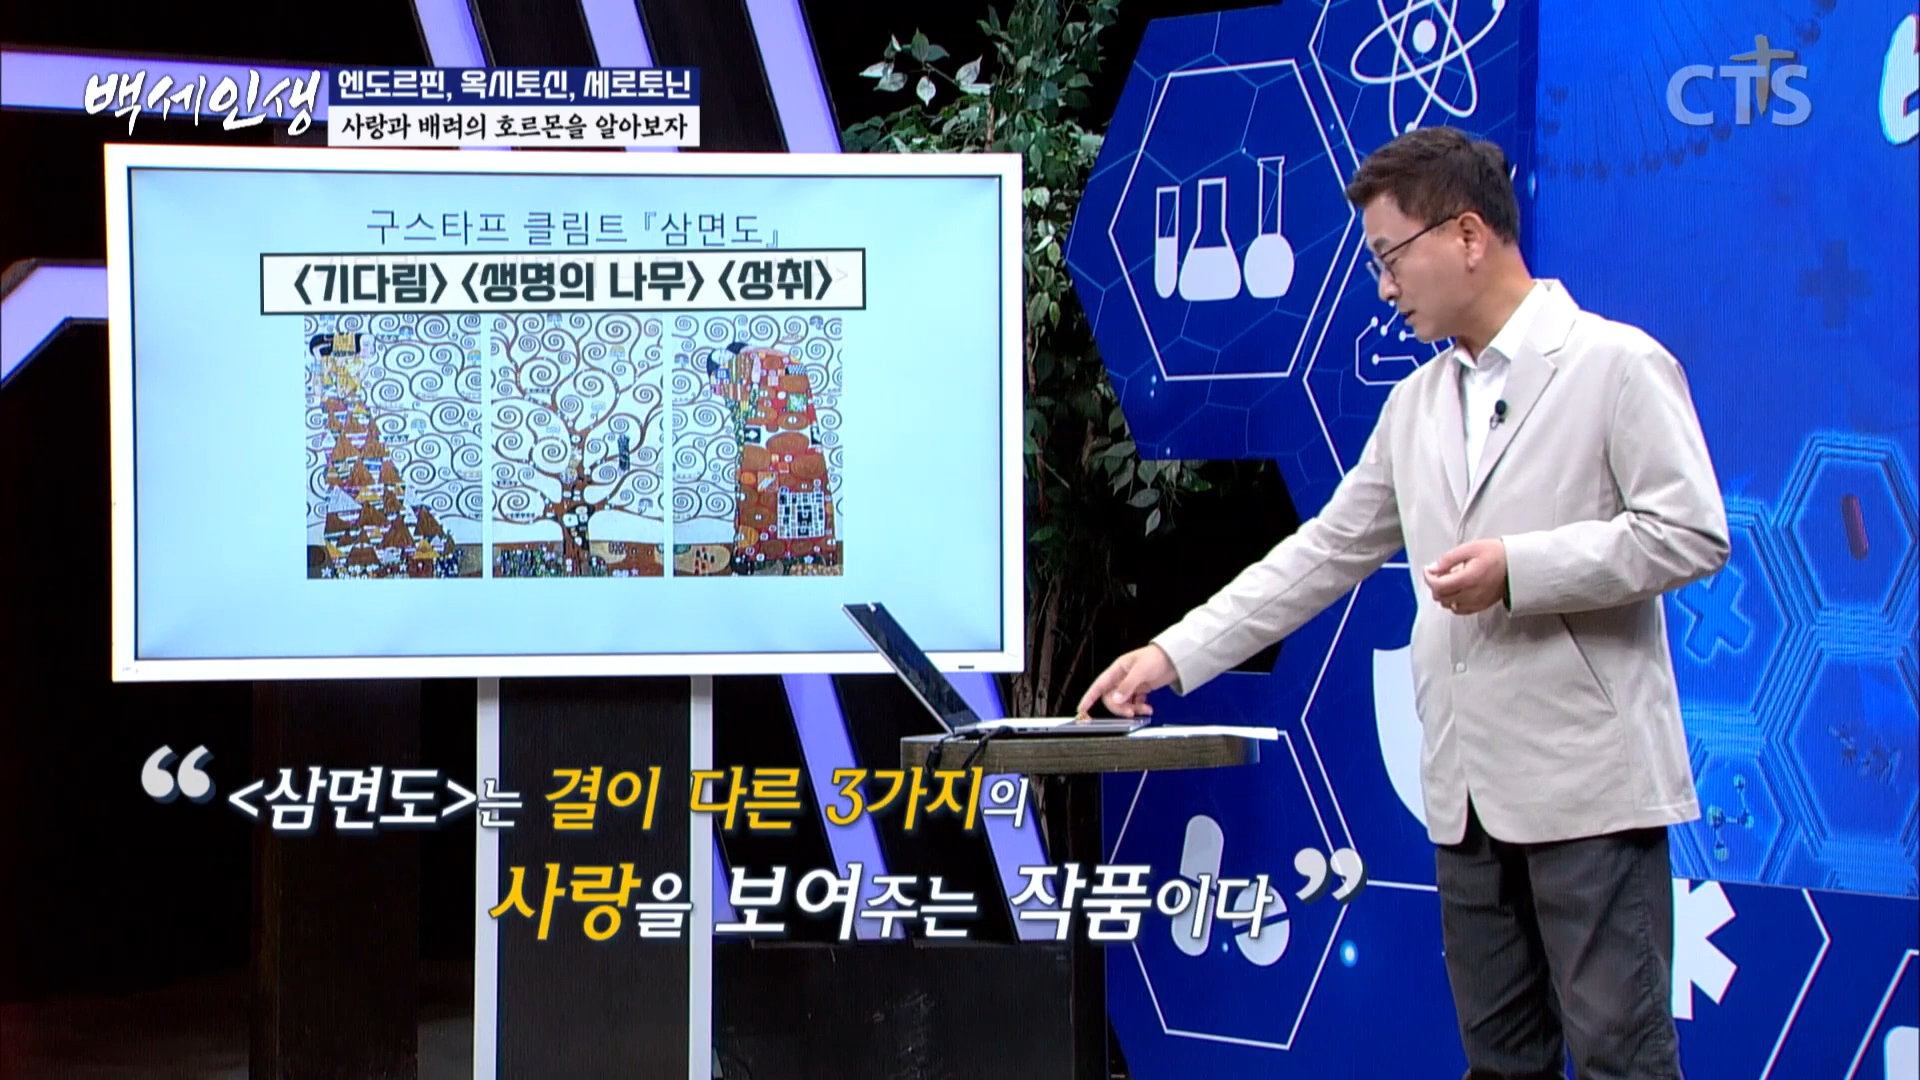 백세인생
엔도르핀, 옥시토신, 세로토닌
사랑과 배려의 호르몬을 알아보자
CTS
구스타프 클림트 『삼면도』
<기다림> <생명의 나무> <성취>
“<삼면도>는 결이 다른 3가지의
사랑을 보여주는 작품이다”